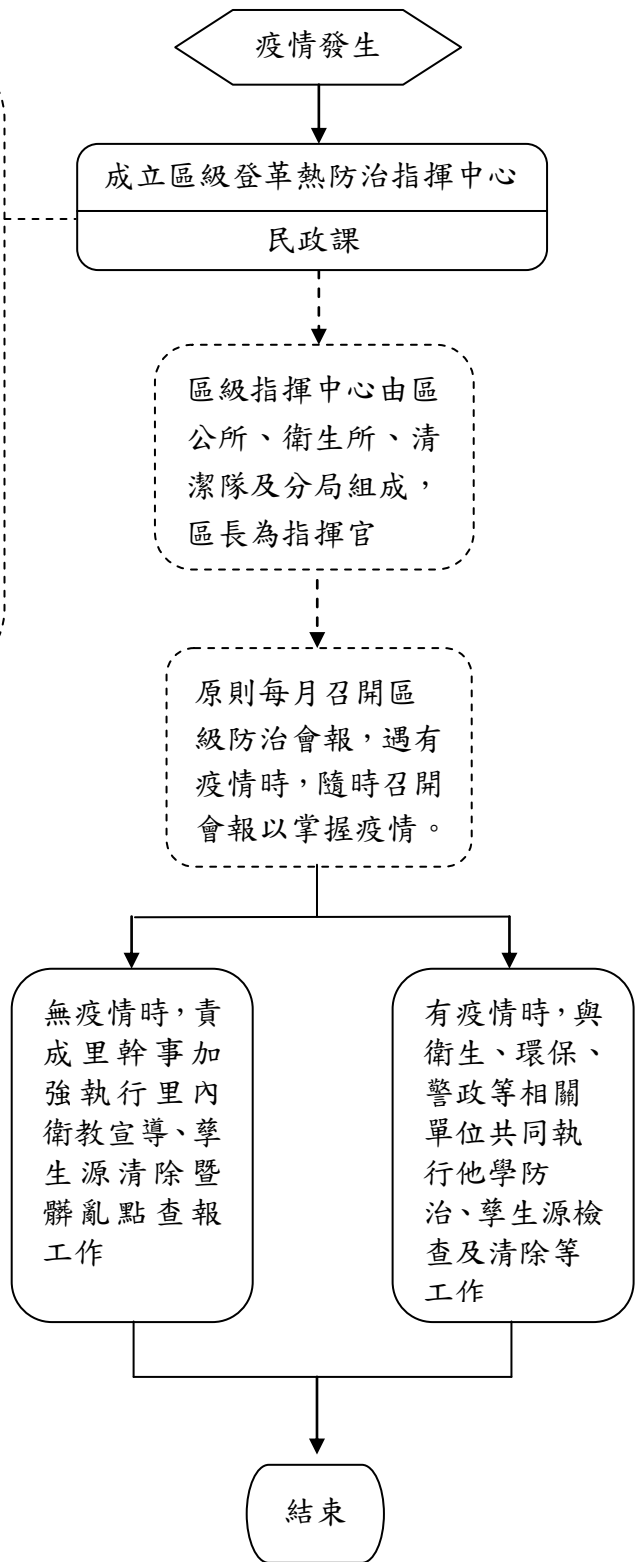 疫情發生
成立區級登革熱防治指揮中心
民政課
區級指揮中心由區
公所、衛生所、清
潔隊及分局組成，
區長為指揮官
原則每月召開區
級防治會報，遇有
疫情時，隨時召開
會報以掌握疫情。
無疫情時，責
成里幹事加
強執行里內
衛教宣導、孳
生源清除暨
髒亂點查報
工作
有疫情時，與
衛生、環保、
警政等相關
單位共同執
行他學防
治、孳生源檢
查及清除等
工作
結束